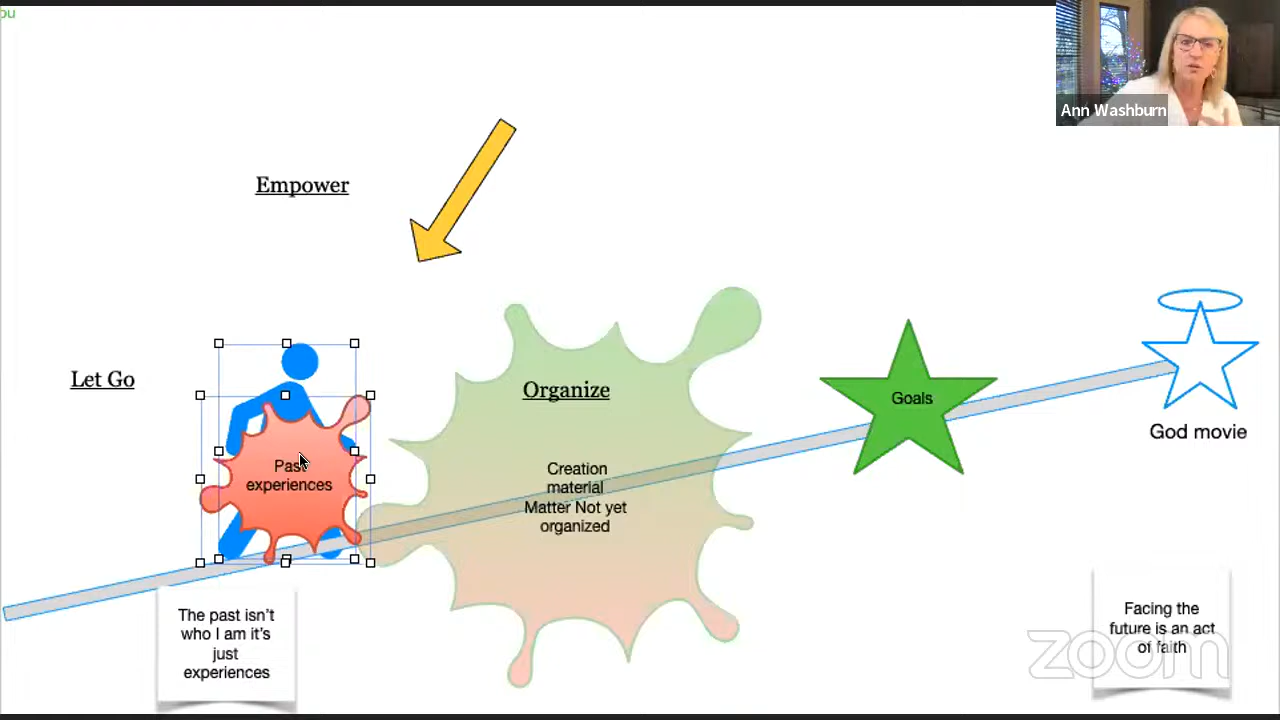 ou
Ann Washburn
Empower
Let Go
Organize
Goals
God movie
Past
experiences
Creation
material
Matter Not yet
organized
The past isn't
who I am it's
just
experiences
Facing the
future is an act
of faith
zoom